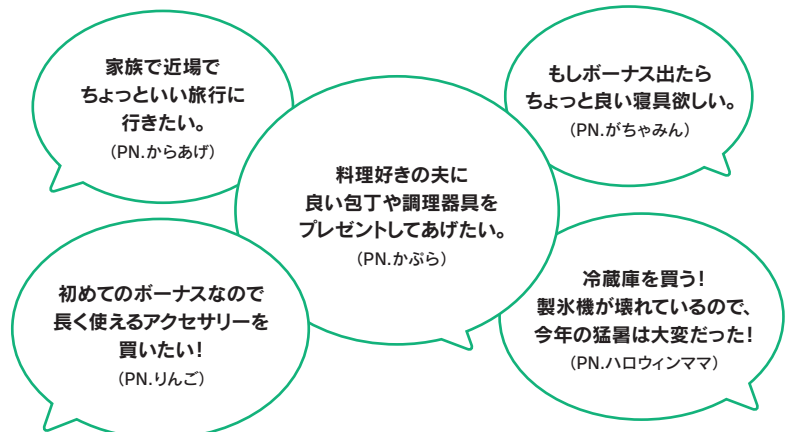 家族で近場で
ちょっといい旅行に
行きたい。
(PN.からあげ)
もしボーナス出たら
ちょっと良い寝具欲しい。
(PN.がちゃみん)
料理好きの夫に
良い包丁や調理器具を
プレゼントしてあげたい。
(PN.かぶら)
初めてのボーナスなので
長く使えるアクセサリーを
買いたい!
(PN.りんご)
冷蔵庫を買う!
製氷機が壊れているので、
今年の猛暑は大変だった!
(PN.ハロウィンママ)